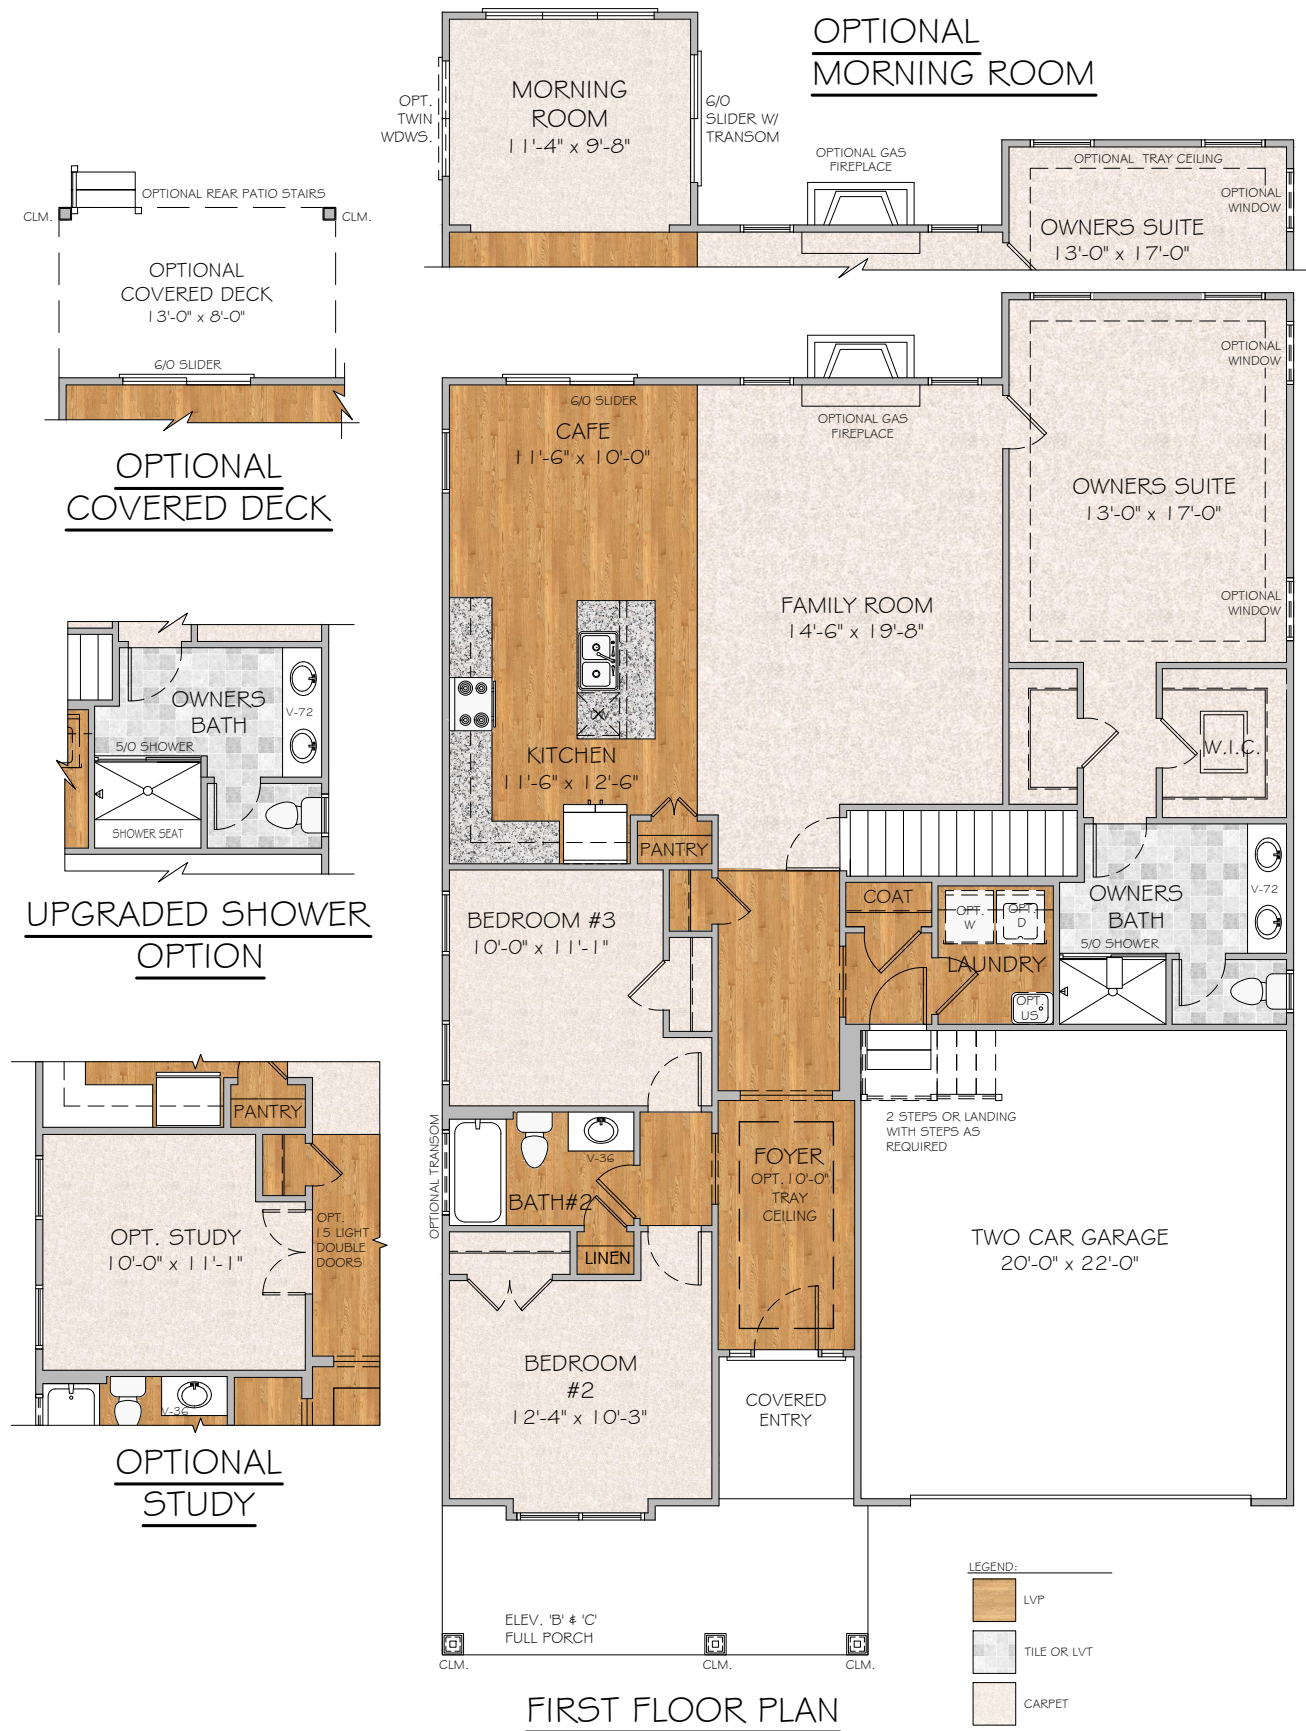 OPTIONAL
MORNING ROOM
MORNING
ROOM
11'-4" x 9'-8"
OPT.
TWIN
WDWS.
6/0
SLIDER W/
TRANSOM
OPTIONAL GAS
FIREPLACE
OPTIONAL TRAY CEILING
OPTIONAL
WINDOW
OWNERS SUITE
13'-0" x 17'-0"
OPTIONAL REAR PATIO STAIRS
CLM.
CLM.
OPTIONAL
COVERED DECK
13'-0" x 8'-0"
6/0 SLIDER
OPTIONAL
COVERED DECK
6/0 SLIDER
CAFE
11'-6" x 10'-0"
OPTIONAL GAS
FIREPLACE
OPTIONAL
WINDOW
OWNERS SUITE
13'-0" x 17'-0"
OPTIONAL
WINDOW
FAMILY ROOM
14'-6" x 19'-8"
KITCHEN
11'-6" x 12'-6"
W.I.C.
PANTRY
OWNERS
BATH
V-72
5/0 SHOWER
SHOWER SEAT
UPGRADED SHOWER
OPTION
BEDROOM #3
10'-0" x 11'-1"
COAT
OPT.
W
OPT.
D
LAUNDRY
OPT.
US
OWNERS
BATH
V-72
5/0 SHOWER
2 STEPS OR LANDING
WITH STEPS AS
REQUIRED
PANTRY
OPT. STUDY
10'-0" x 11'-1"
OPT.
15 LIGHT
DOUBLE
DOORS
V-36
OPTIONAL
STUDY
OPTIONAL TRANSOM
V-36
BATH#2
LINEN
FOYER
OPT. 10'-0"
TRAY
CEILING
TWO CAR GARAGE
20'-0" x 22'-0"
BEDROOM
#2
12'-4" x 10'-3"
COVERED
ENTRY
ELEV. 'B' & 'C'
FULL PORCH
CLM.
CLM.
CLM.
FIRST FLOOR PLAN
LEGEND:
LVP
TILE OR LVT
CARPET